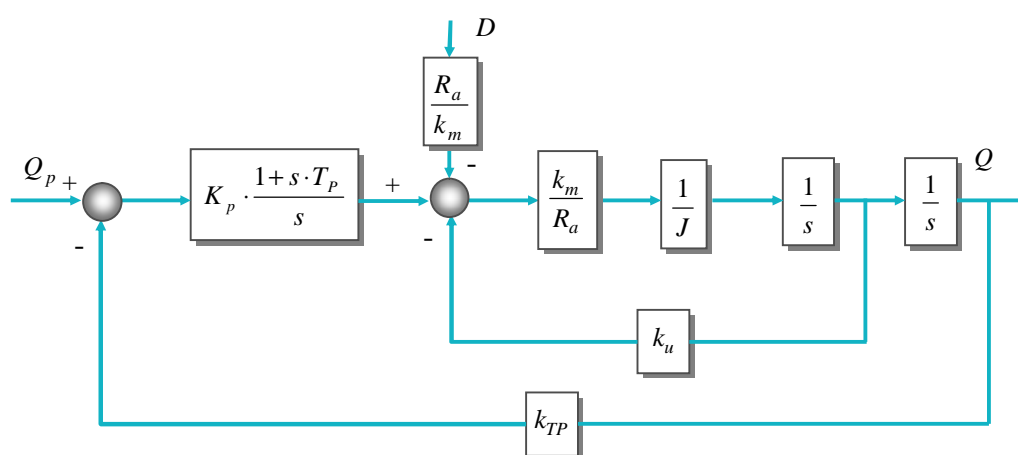 D
R_a / k_m
-
Q_p +
K_p · (1 + s · T_P) / s
+
-
-
k_m / R_a
1 / J
1 / s
1 / s
Q
k_u
k_TP